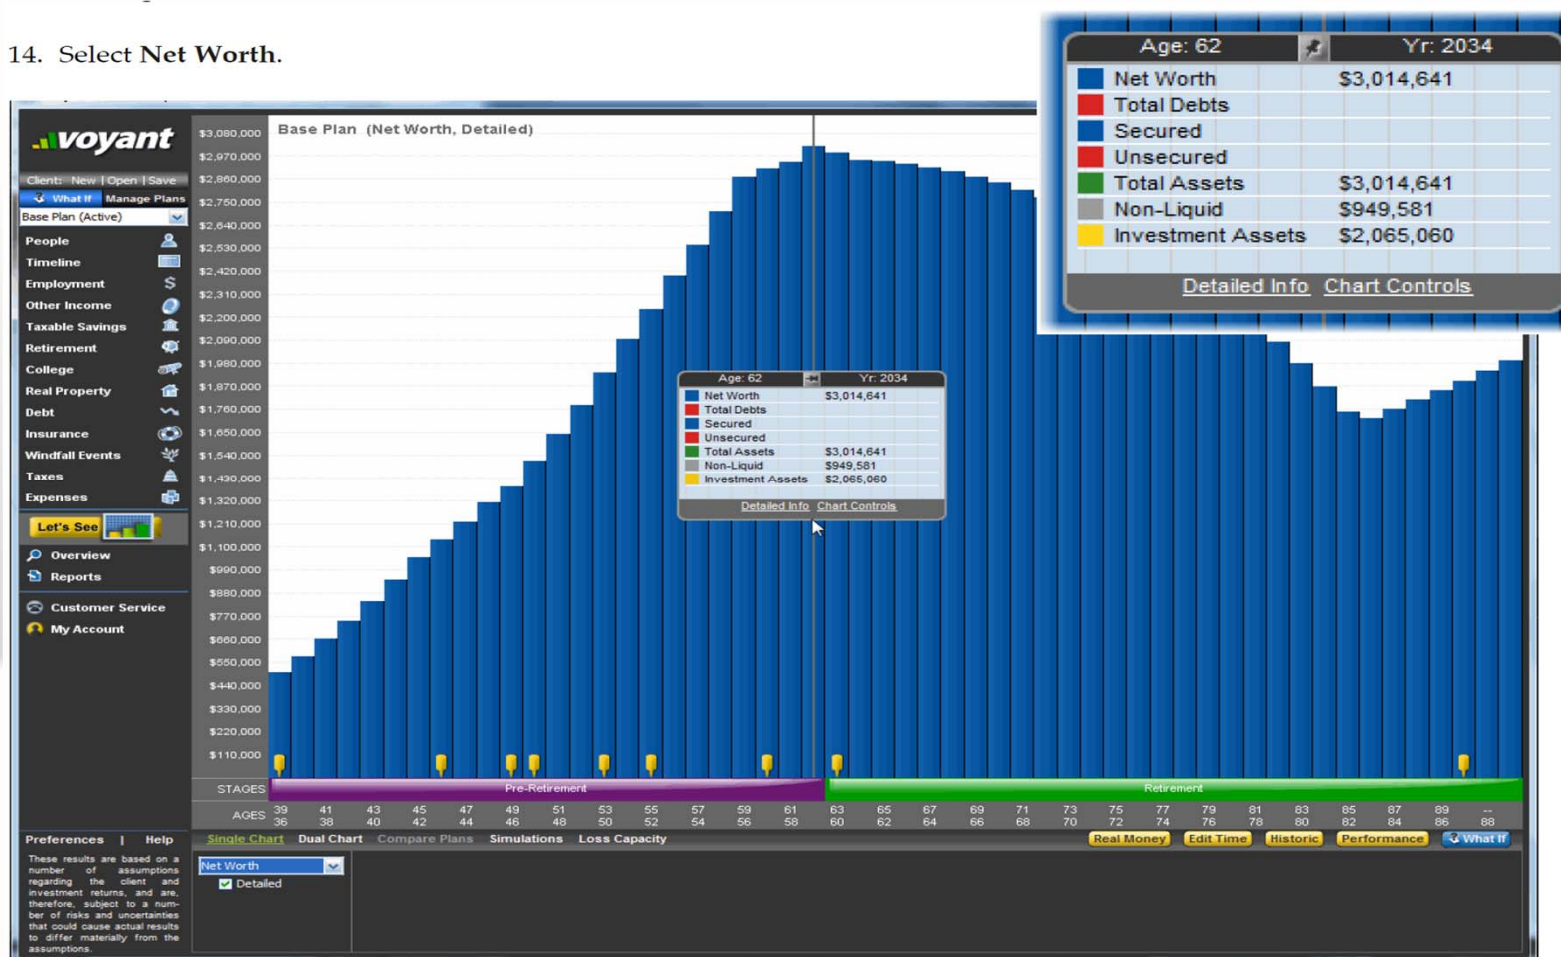 14. Select Net Worth.
Age: 62 Yr: 2034
Net Worth $3,014,641
Total Debts
Secured
Unsecured
Total Assets $3,014,641
Non-Liquid $949,581
Investment Assets $2,065,060
Detailed Info Chart Controls
voyant
Client: New | Open | Save
What If Manage Plans
Base Plan (Active)
People
Timeline
Employment
Other Income
Taxable Savings
Retirement
College
Real Property
Debt
Insurance
Windfall Events
Taxes
Expenses
Let's See
Overview
Reports
Customer Service
My Account
Preferences | Help
These results are based on a
number of assumptions
regarding the client and
investment returns, and are,
therefore, subject to a num-
ber of risks and uncertainties
that could cause actual results
to differ materially from the
assumptions.
Base Plan (Net Worth, Detailed)
$3,080,000
$2,970,000
$2,860,000
$2,750,000
$2,640,000
$2,530,000
$2,420,000
$2,310,000
$2,200,000
$2,090,000
$1,980,000
$1,870,000
$1,760,000
$1,650,000
$1,540,000
$1,430,000
$1,320,000
$1,210,000
$1,100,000
$990,000
$880,000
$770,000
$660,000
$550,000
$440,000
$330,000
$220,000
$110,000
Age: 62 Yr: 2034
Net Worth $3,014,641
Total Debts
Secured
Unsecured
Total Assets $3,014,641
Non-Liquid $949,581
Investment Assets $2,065,060
Detailed Info Chart Controls
STAGES Pre-Retirement Retirement
AGES 39 41 43 45 47 49 51 53 55 57 59 61 63 65 67 69 71 73 75 77 79 81 83 85 87 89 --
36 38 40 42 44 46 48 50 52 54 56 58 60 62 64 66 68 70 72 74 76 78 80 82 84 86 88
Single Chart Dual Chart Compare Plans Simulations Loss Capacity Real Money Edit Time Historic Performance What If
Net Worth
Detailed